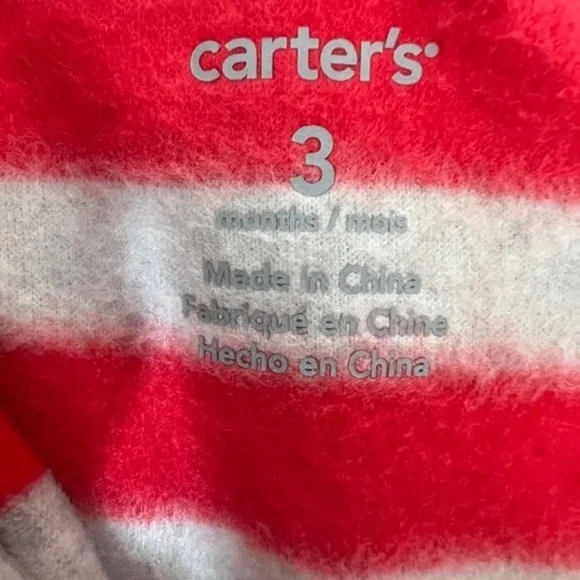 carter's
3
months / mois
Made in China
Fabriqué en Chine
Hecho en China